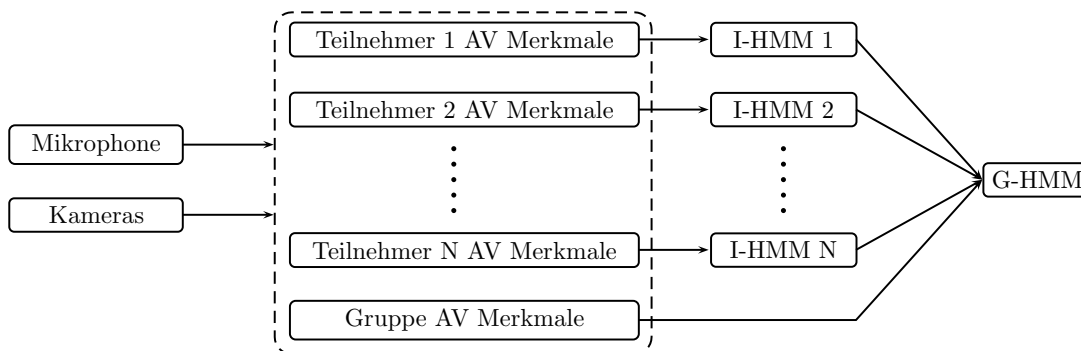 Teilnehmer 1 AV Merkmale
I-HMM 1
Teilnehmer 2 AV Merkmale
I-HMM 2
Mikrophone
G-HMM
Kameras
Teilnehmer N AV Merkmale
I-HMM N
Gruppe AV Merkmale